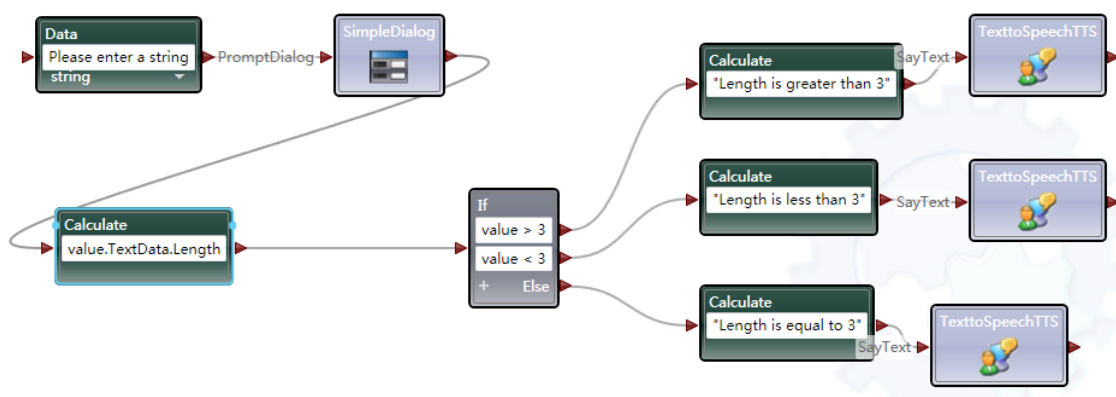 Data
Please enter a string
string
PromptDialog
SimpleDialog
Calculate
value.TextData.Length
If
value > 3
value < 3
+ Else
Calculate
"Length is greater than 3"
SayText
TexttoSpeechTTS
Calculate
"Length is less than 3"
SayText
TexttoSpeechTTS
Calculate
"Length is equal to 3"
SayText
TexttoSpeechTTS